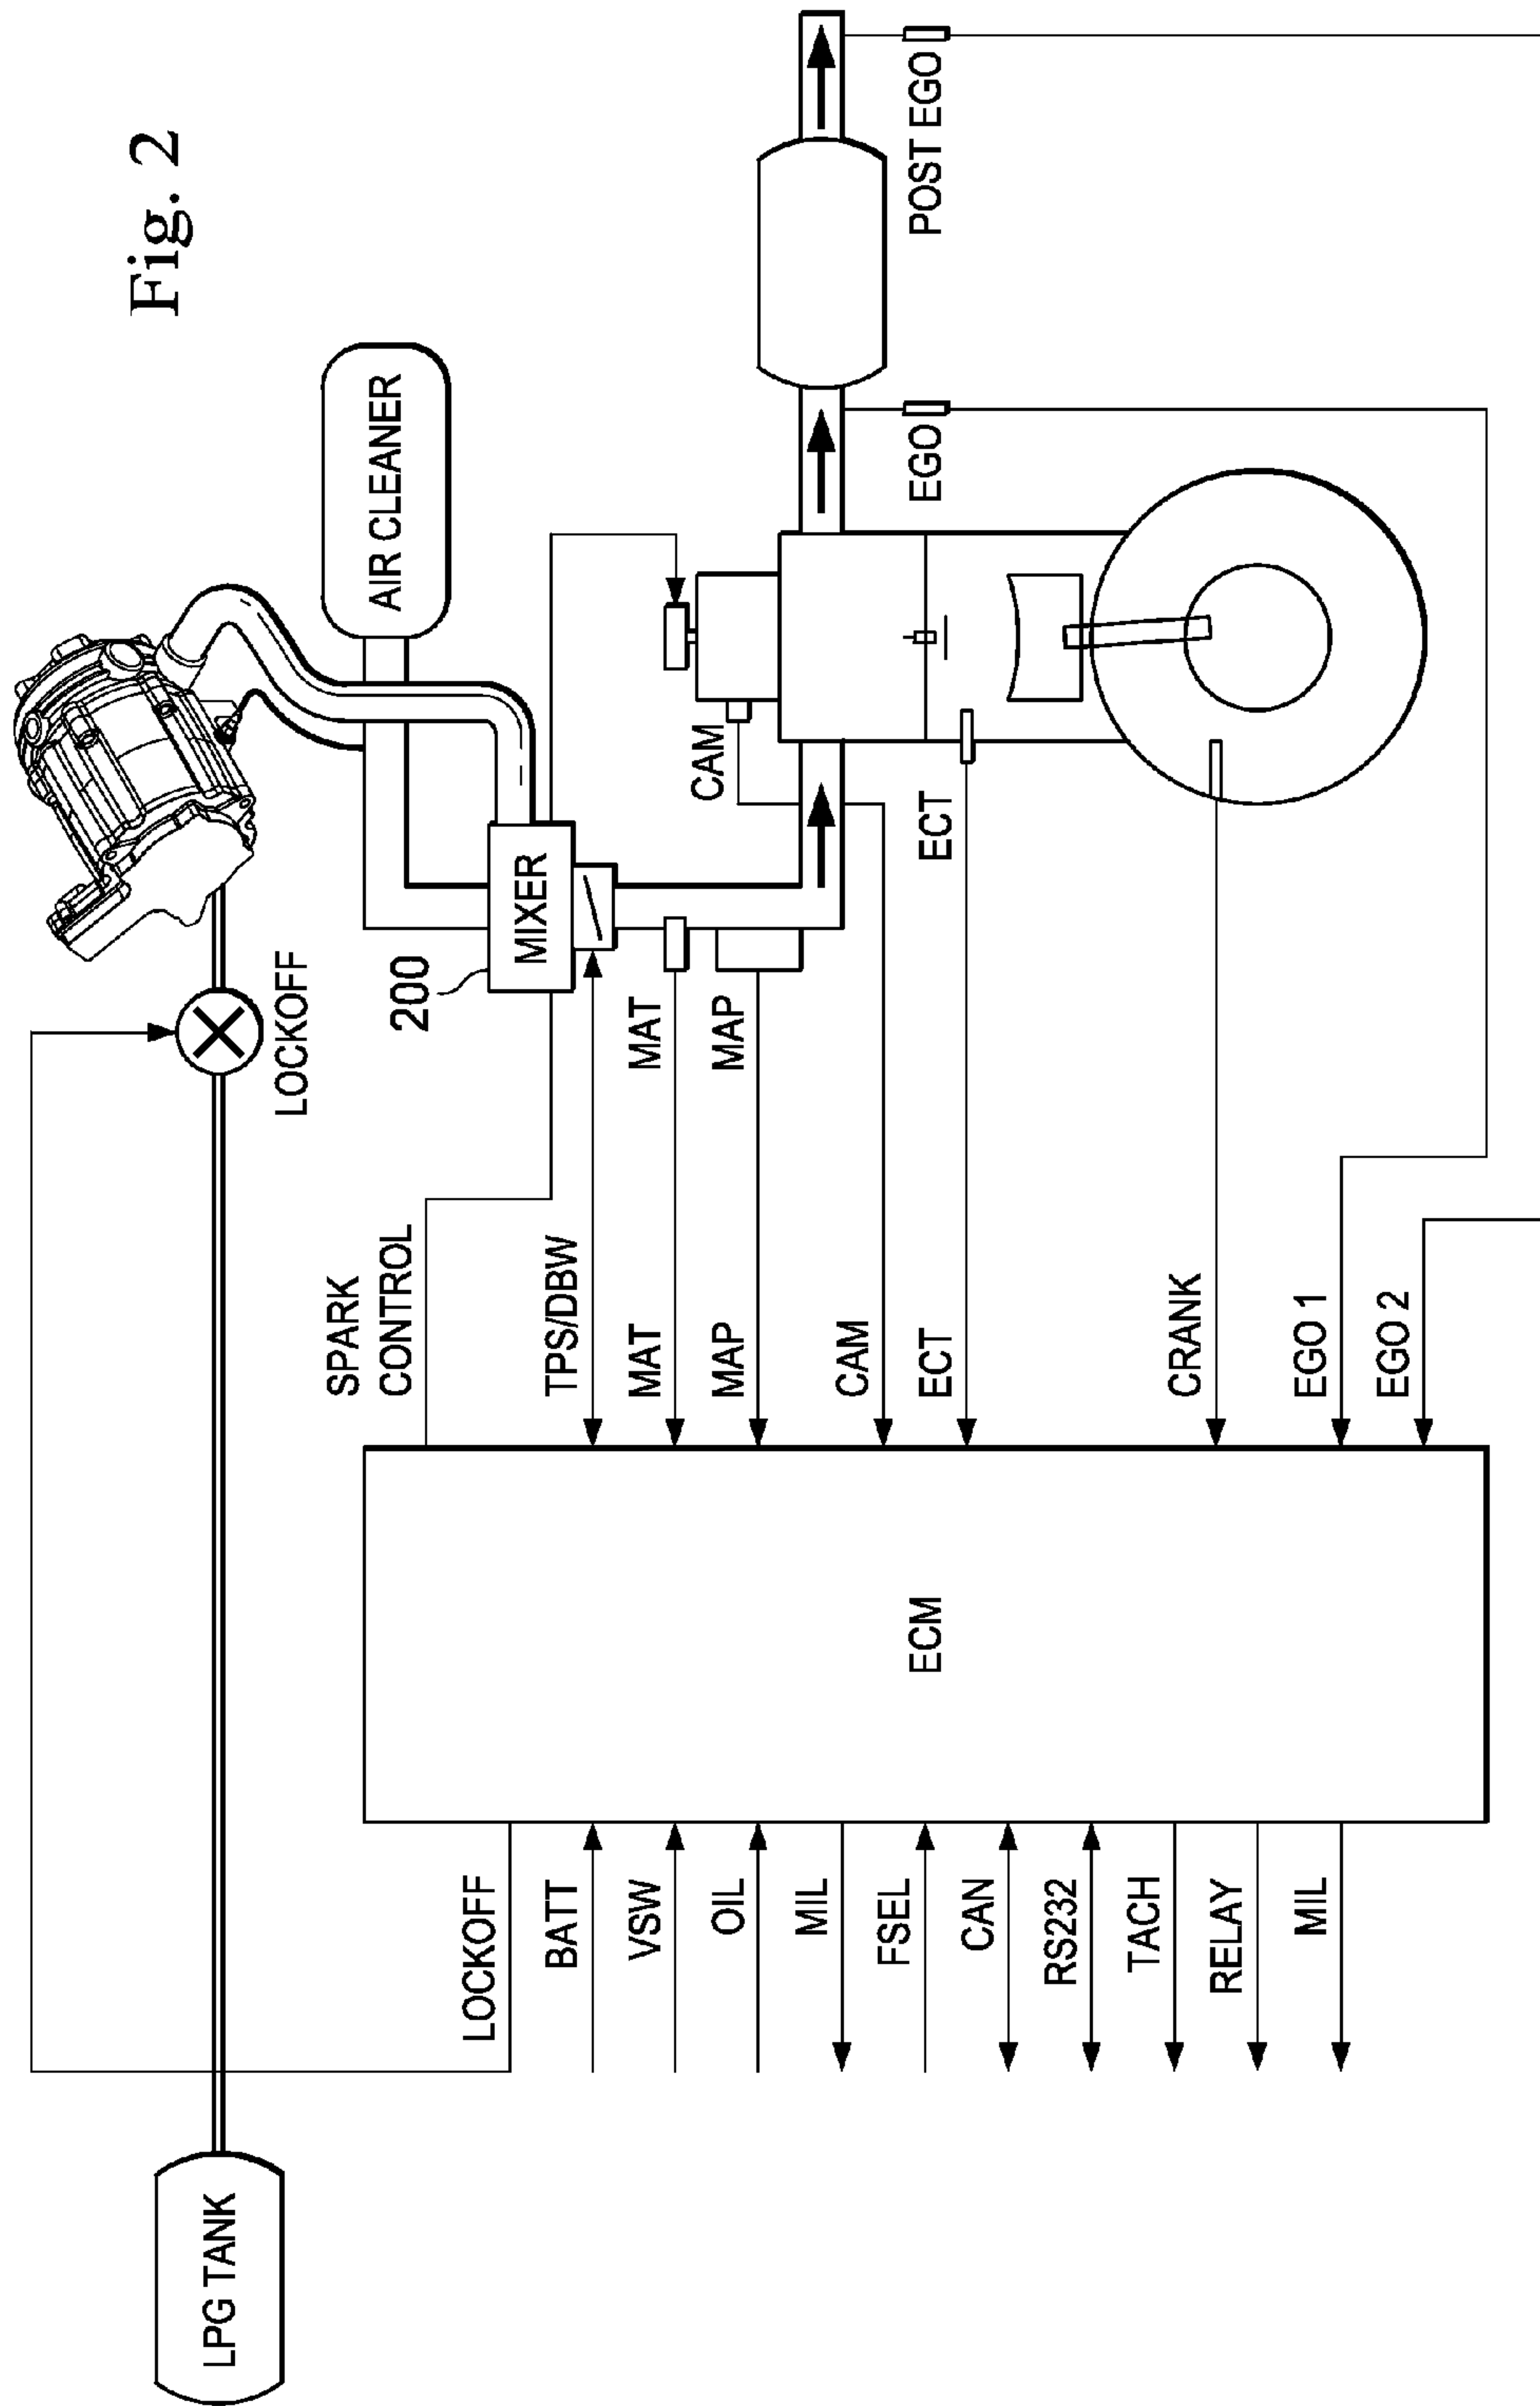 Fig. 2
LPG TANK
LOCKOFF
AIR CLEANER
200
MIXER
SPARK
CONTROL
TPS/DBW
MAT
MAT
MAP
MAP
CAM
CAM
ECT
ECT
CRANK
EGO 1
EGO 2
EGO
POST EGO
ECM
LOCKOFF
BATT
VSW
OIL
MIL
FSEL
CAN
RS232
TACH
RELAY
MIL